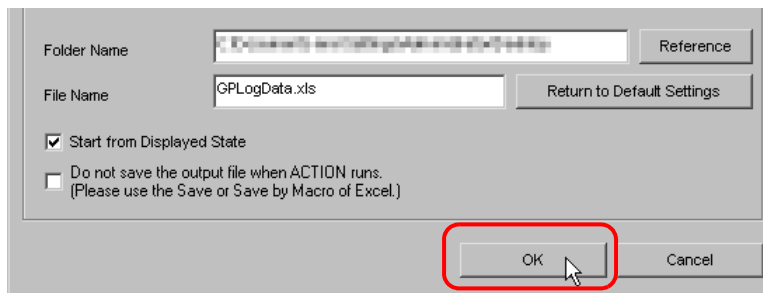 Folder Name
Reference
File Name
GPLogData.xls
Return to Default Settings
Start from Displayed State
Do not save the output file when ACTION runs.
(Please use the Save or Save by Macro of Excel.)
OK
Cancel